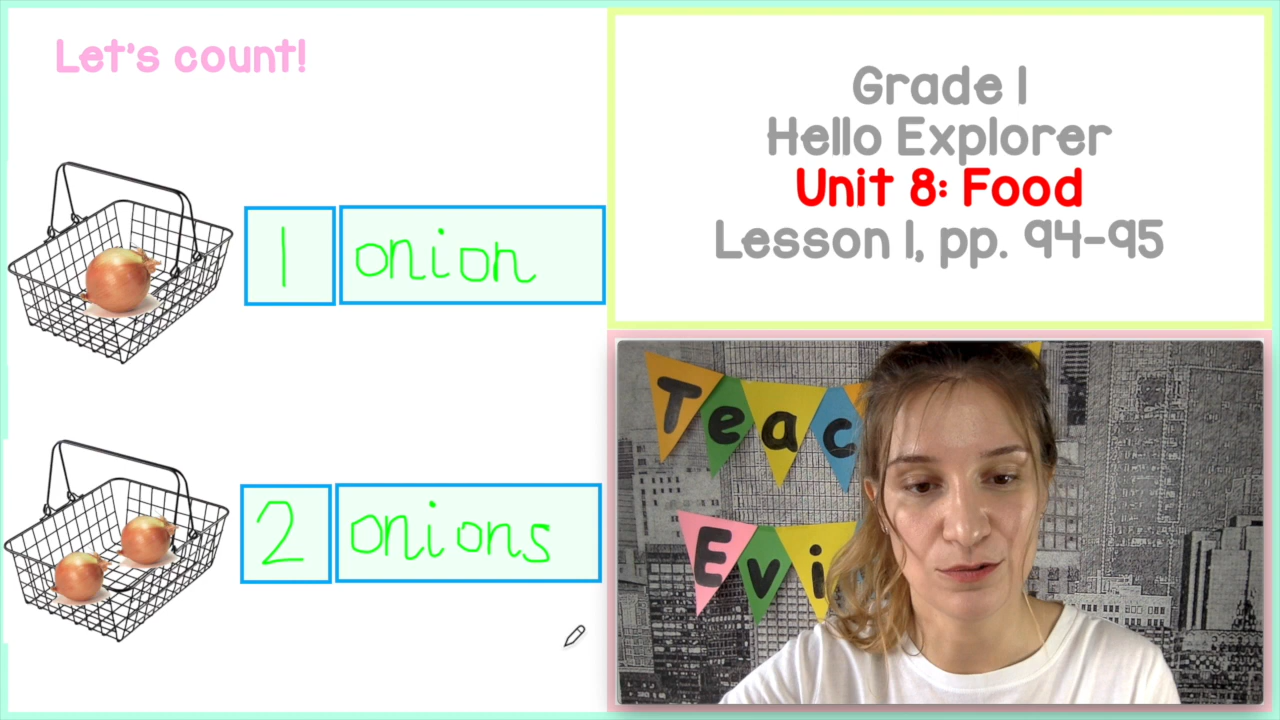 Let's count!
1 onion
2 onions
Grade 1
Hello Explorer
Unit 8: Food
Lesson 1, pp. 94-95
Teac
Evi